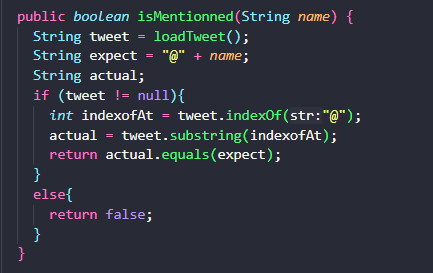 public boolean isMentionned(String name) {
String tweet = loadTweet();
String expect = "@" + name;
String actual;
if (tweet != null){
int indexofAt = tweet.indexOf(str:"@");
actual = tweet.substring(indexofAt);
return actual.equals(expect);
}
else{
return false;
}
}